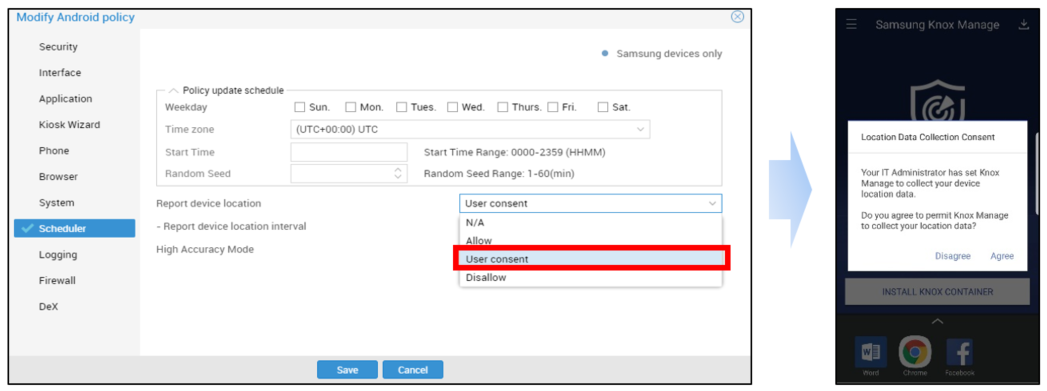 Modify Android policy
Security
Interface
Application
Kiosk Wizard
Phone
Browser
System
Scheduler
Logging
Firewall
DeX
Samsung devices only
Policy update schedule
Weekday Sun. Mon. Tues. Wed. Thurs. Fri. Sat.
Time zone (UTC+00:00) UTC
Start Time Start Time Range: 0000-2359 (HHMM)
Random Seed Random Seed Range: 1-60(min)
Report device location User consent
- Report device location interval
High Accuracy Mode
N/A
Allow
User consent
Disallow
Save Cancel
Samsung Knox Manage
Location Data Collection Consent
Your IT Administrator has set Knox
Manage to collect your device
location data.
Do you agree to permit Knox Manage
to collect your location data?
Disagree Agree
INSTALL KNOX CONTAINER
Word Chrome Facebook